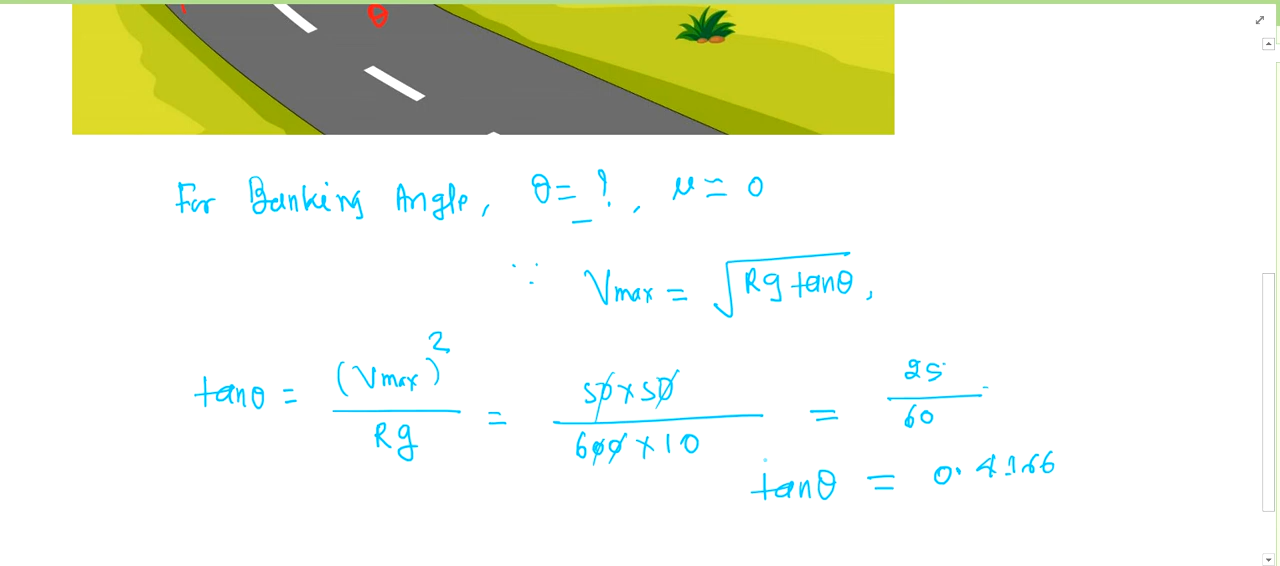 θ
For Banking Angle, θ = ?, μ = 0
∵ Vmax = √(Rg tanθ),
tanθ = (Vmax)² / Rg = 50 × 50 / 600 × 10 = 25 / 60
tanθ = 0.4166